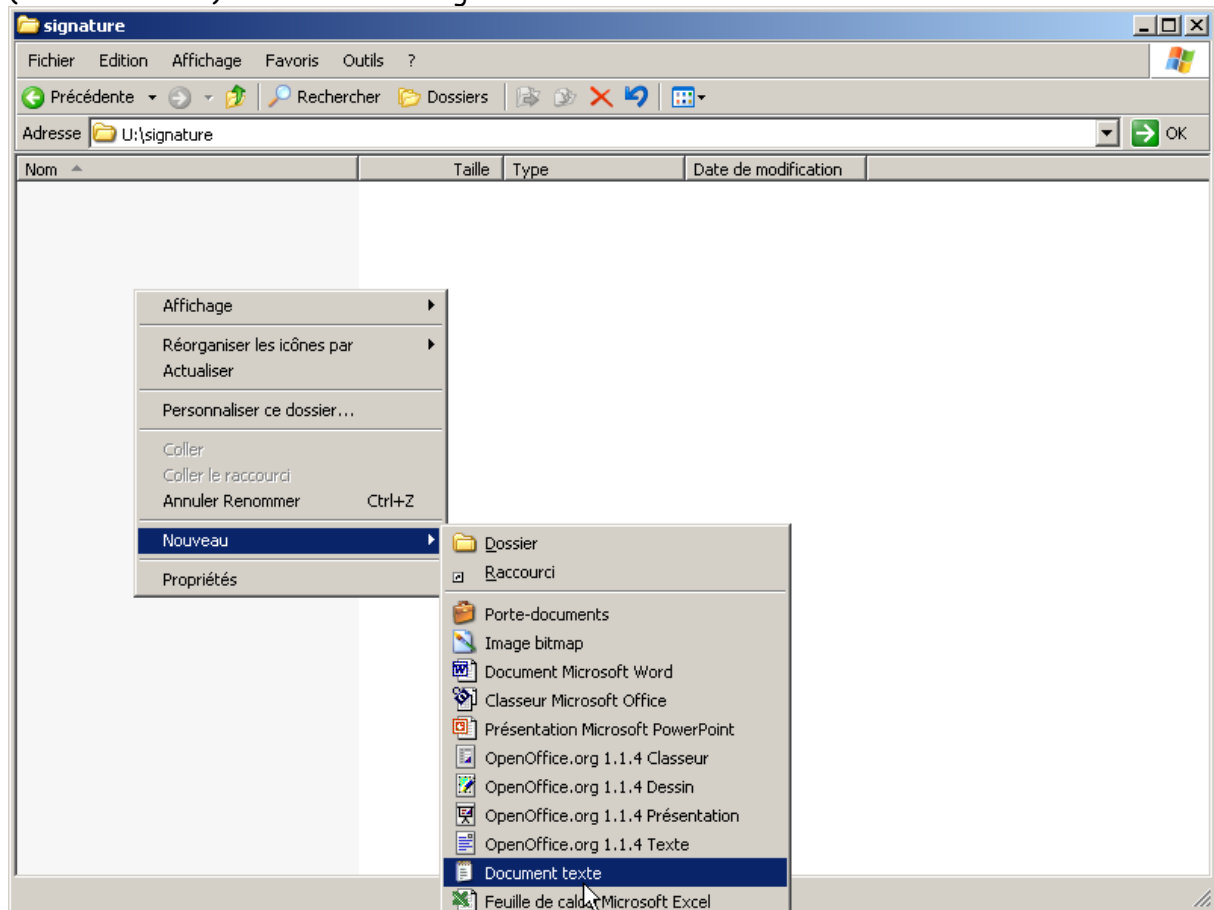 signature
Fichier Edition Affichage Favoris Outils ?
Précédente Rechercher Dossiers
Adresse U:\signature OK
Nom Taille Type Date de modification
Affichage
Réorganiser les icônes par
Actualiser
Personnaliser ce dossier...
Coller
Coller le raccourci
Annuler Renommer Ctrl+Z
Nouveau
Propriétés
Dossier
Raccourci
Porte-documents
Image bitmap
Document Microsoft Word
Classeur Microsoft Office
Présentation Microsoft PowerPoint
OpenOffice.org 1.1.4 Classeur
OpenOffice.org 1.1.4 Dessin
OpenOffice.org 1.1.4 Présentation
OpenOffice.org 1.1.4 Texte
Document texte
Feuille de calcul Microsoft Excel